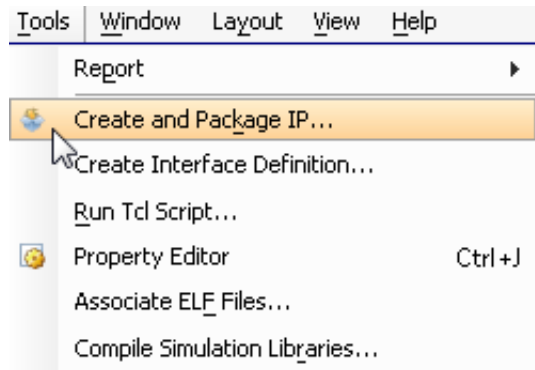 Tools Window Layout View Help
Report
Create and Package IP...
Create Interface Definition...
Run Tcl Script...
Property Editor Ctrl+J
Associate ELF Files...
Compile Simulation Libraries...